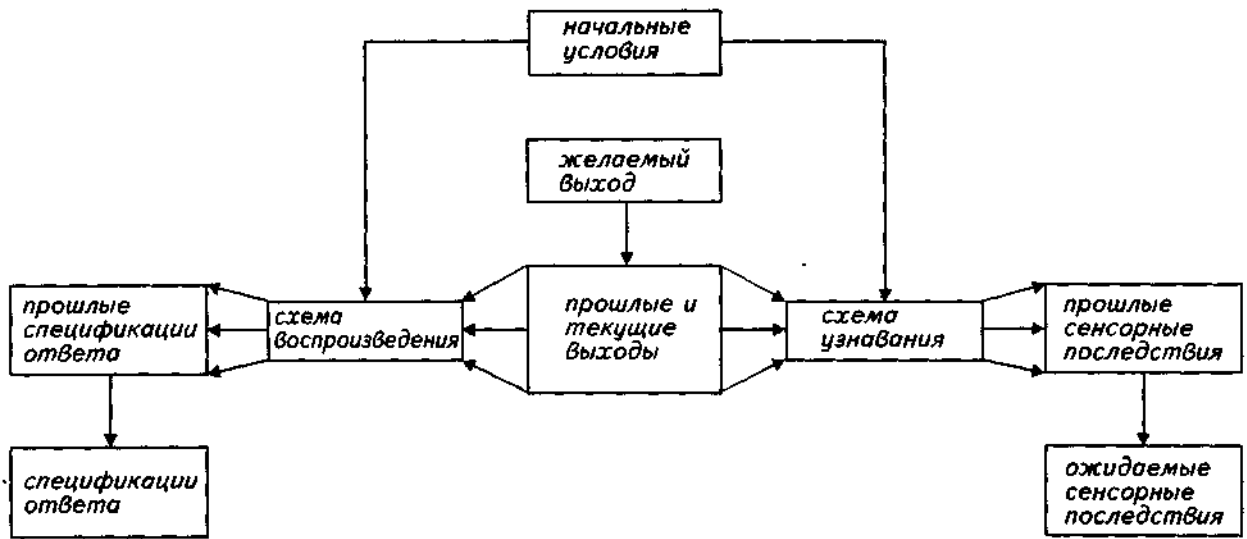 начальные
условия
желаемый
выход
прошлые
спецификации
ответа
схема
воспроизведения
прошлые и
текущие
выходы
схема
узнавания
прошлые
сенсорные
последствия
спецификации
ответа
ожидаемые
сенсорные
последствия